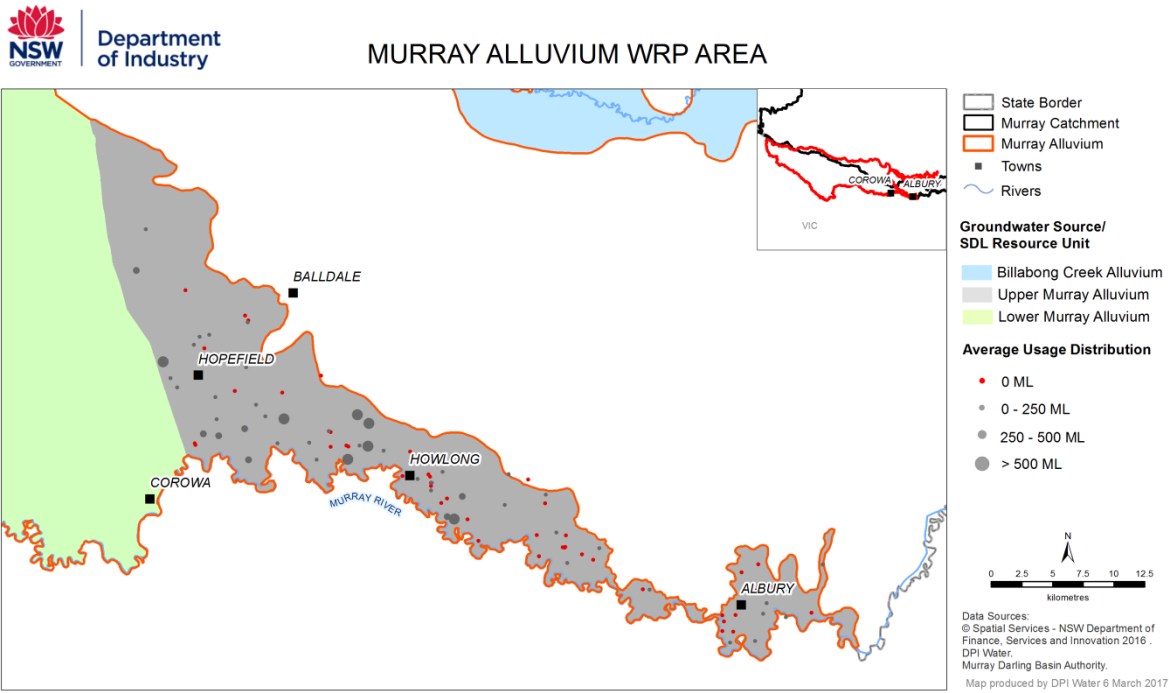 NSW
GOVERNMENT
Department
of Industry
MURRAY ALLUVIUM WRP AREA
BALLDALE
HOPEFIELD
COROWA
HOWLONG
MURRAY RIVER
ALBURY
COROWA
ALBURY
VIC
State Border
Murray Catchment
Murray Alluvium
Towns
Rivers
Groundwater Source/
SDL Resource Unit
Billabong Creek Alluvium
Upper Murray Alluvium
Lower Murray Alluvium
Average Usage Distribution
0 ML
0 - 250 ML
250 - 500 ML
> 500 ML
N
0 2.5 5 7.5 10 12.5
kilometres
Data Sources:
© Spatial Services - NSW Department of
Finance, Services and Innovation 2016 .
DPI Water.
Murray Darling Basin Authority.
Map produced by DPI Water 6 March 2017